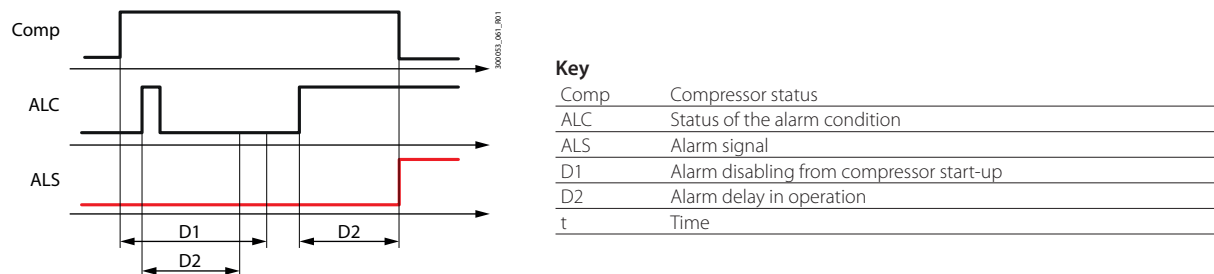 Comp
300053_061_R01
ALC
ALS
D1
D2
D2
Key
Comp Compressor status
ALC Status of the alarm condition
ALS Alarm signal
D1 Alarm disabling from compressor start-up
D2 Alarm delay in operation
t Time